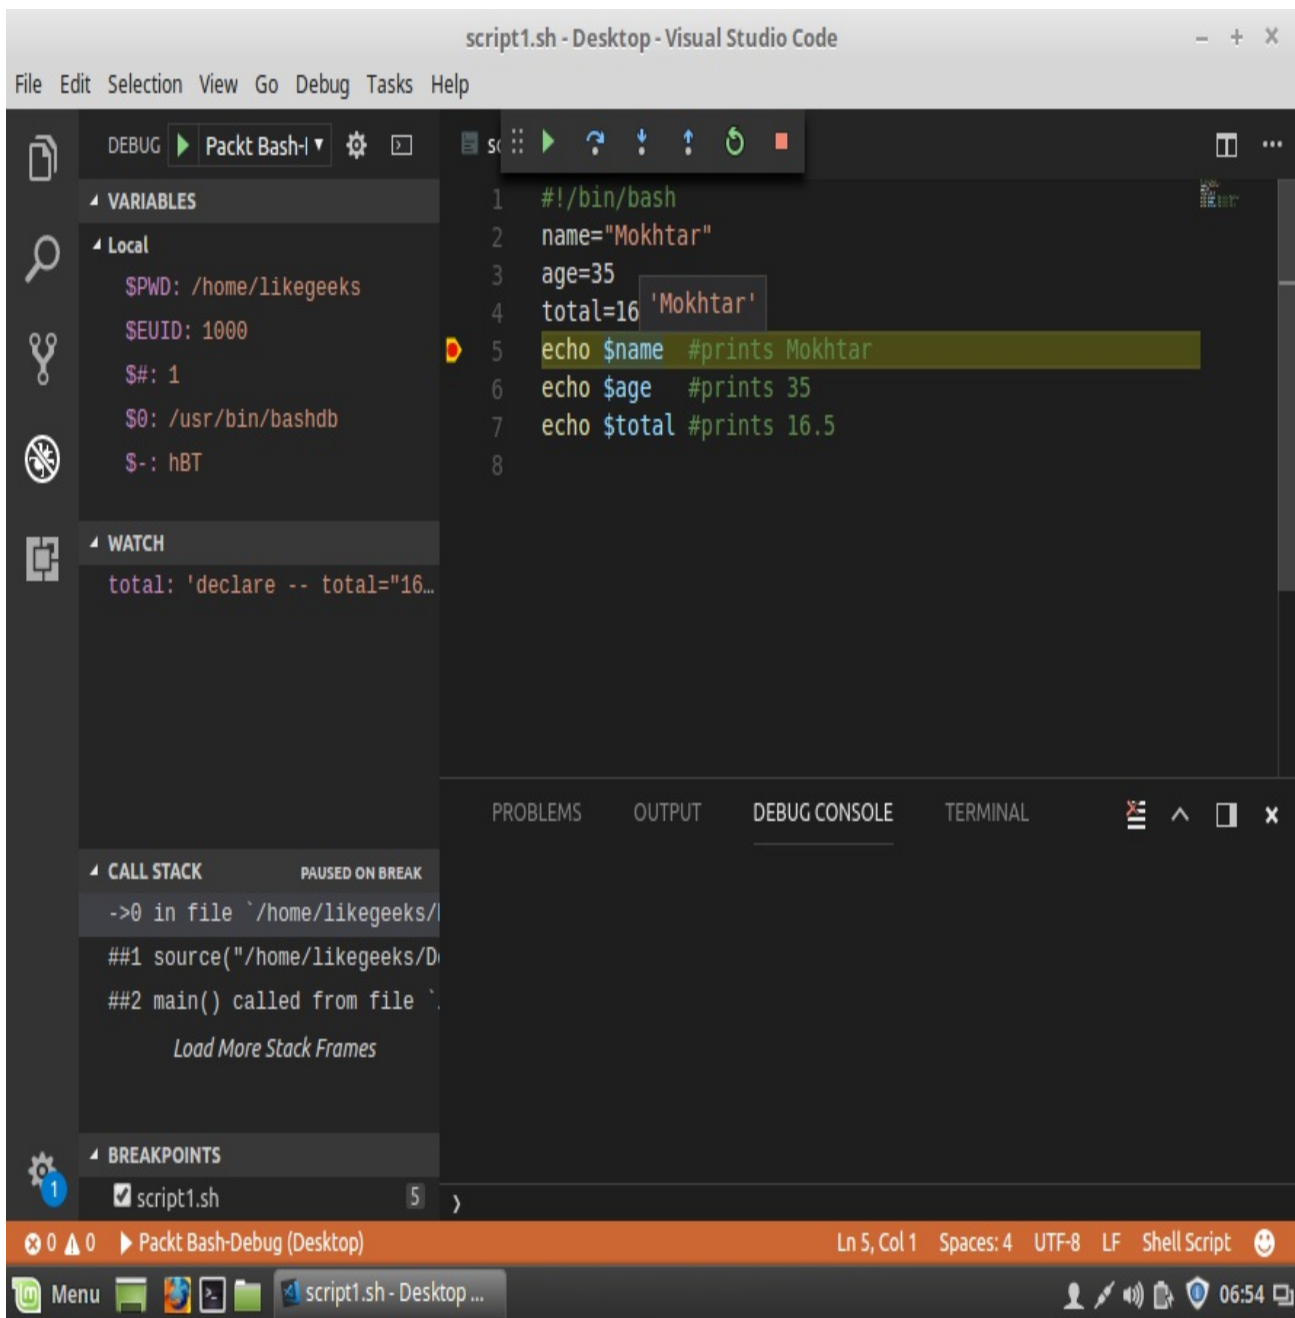 script1.sh - Desktop - Visual Studio Code
File Edit Selection View Go Debug Tasks Help
DEBUG Packt Bash-
VARIABLES
Local
$PWD: /home/likegeeks
$EUID: 1000
$#: 1
$0: /usr/bin/bashdb
$-: hBT
WATCH
total: 'declare -- total="16…
CALL STACK PAUSED ON BREAK
->0 in file `/home/likegeeks/
##1 source("/home/likegeeks/D
##2 main() called from file `
Load More Stack Frames
BREAKPOINTS
script1.sh 5
sc
1 #!/bin/bash
2 name="Mokhtar"
3 age=35
4 total=16
'Mokhtar'
5 echo $name #prints Mokhtar
6 echo $age #prints 35
7 echo $total #prints 16.5
8
PROBLEMS OUTPUT DEBUG CONSOLE TERMINAL
1
0 0 Packt Bash-Debug (Desktop) Ln 5, Col 1 Spaces: 4 UTF-8 LF Shell Script
Menu script1.sh - Desktop ... 06:54